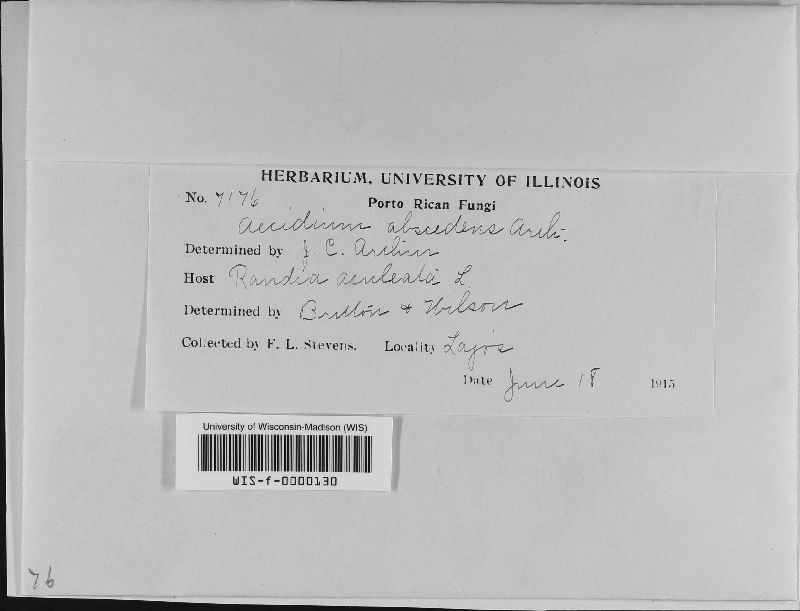 HERBARIUM, UNIVERSITY OF ILLINOIS
No. 7176 Porto Rican Fungi
Aecidium abscedens Arth.
Determined by J. C. Arthur
Host Randia aculeata L.
Determined by Britton & Wilson
Collected by F. L. Stevens. Locality Lajos
Date June 18 1915
University of Wisconsin-Madison (WIS)
WIS-f-0000130
76